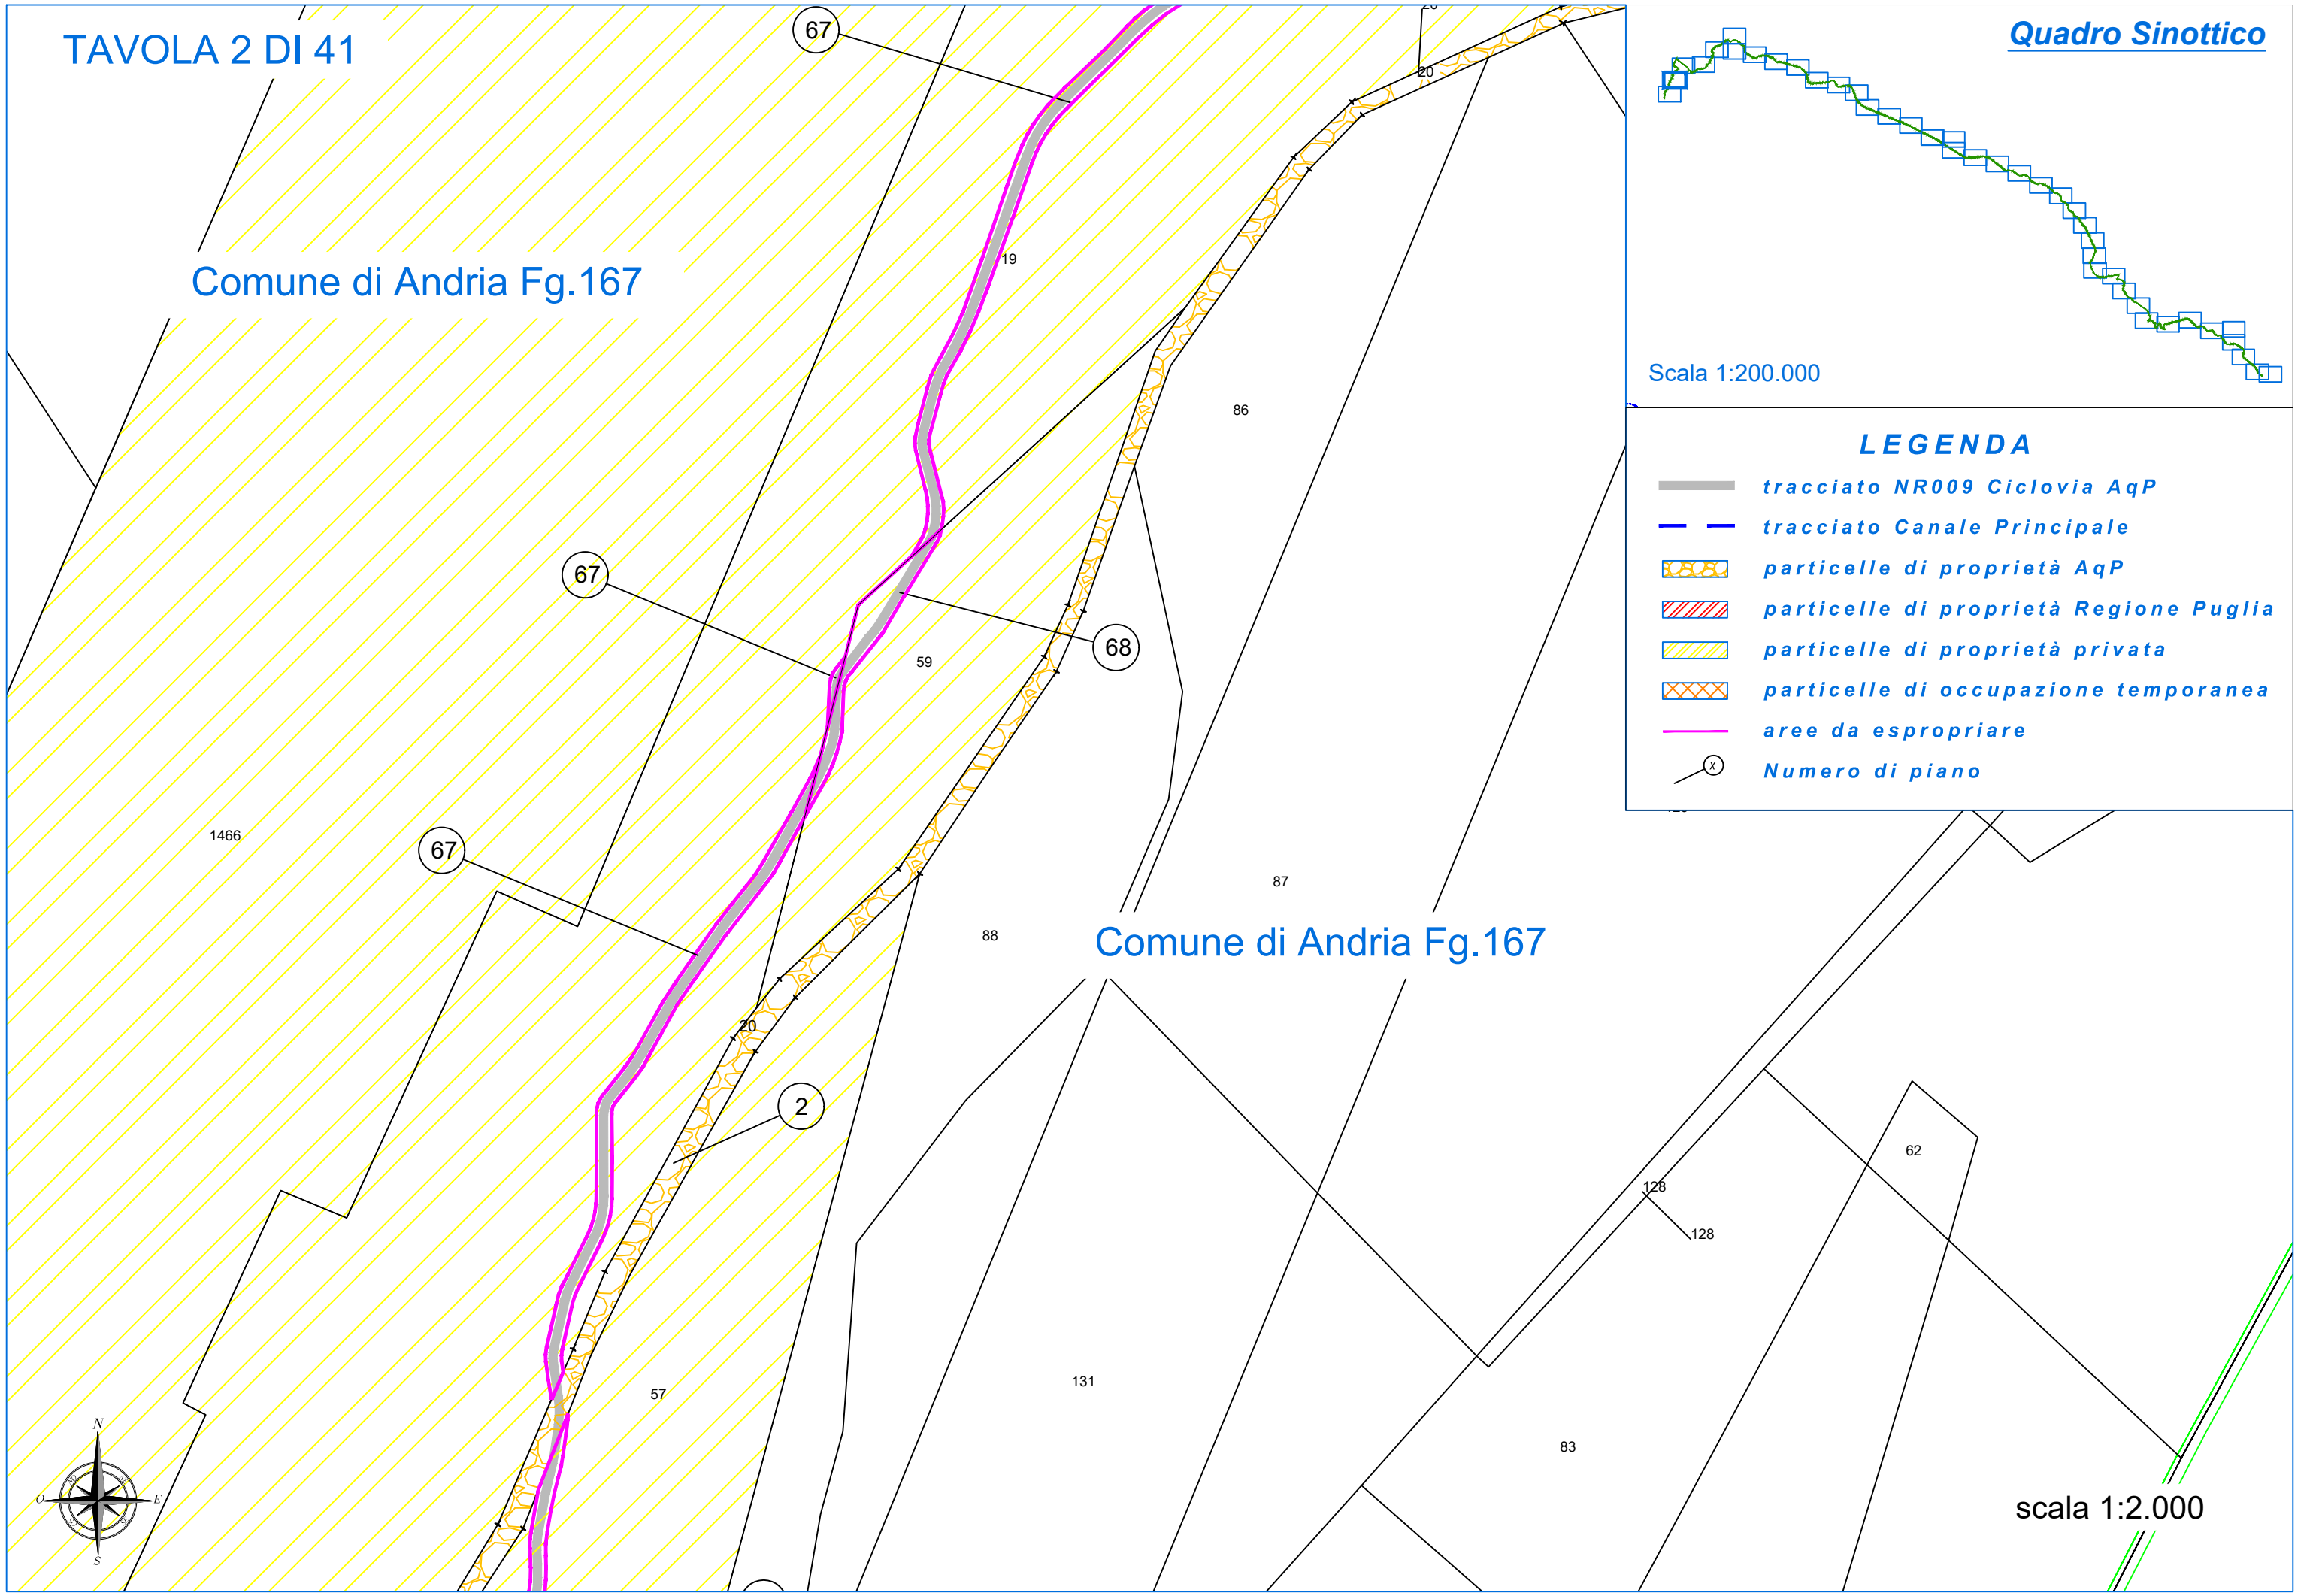 TAVOLA 2 DI 41
67
20
20
Quadro Sinottico
Comune di Andria Fg.167
19
Scala 1:200.000
86
LEGENDA
tracciato NR009 Ciclovia AqP
tracciato Canale Principale
particelle di proprietà AqP
particelle di proprietà Regione Puglia
particelle di proprietà privata
particelle di occupazione temporanea
aree da espropriare
x
Numero di piano
67
68
59
1466
67
87
88
Comune di Andria Fg.167
20
2
62
128
128
57
131
83
N
O
E
S
scala 1:2.000